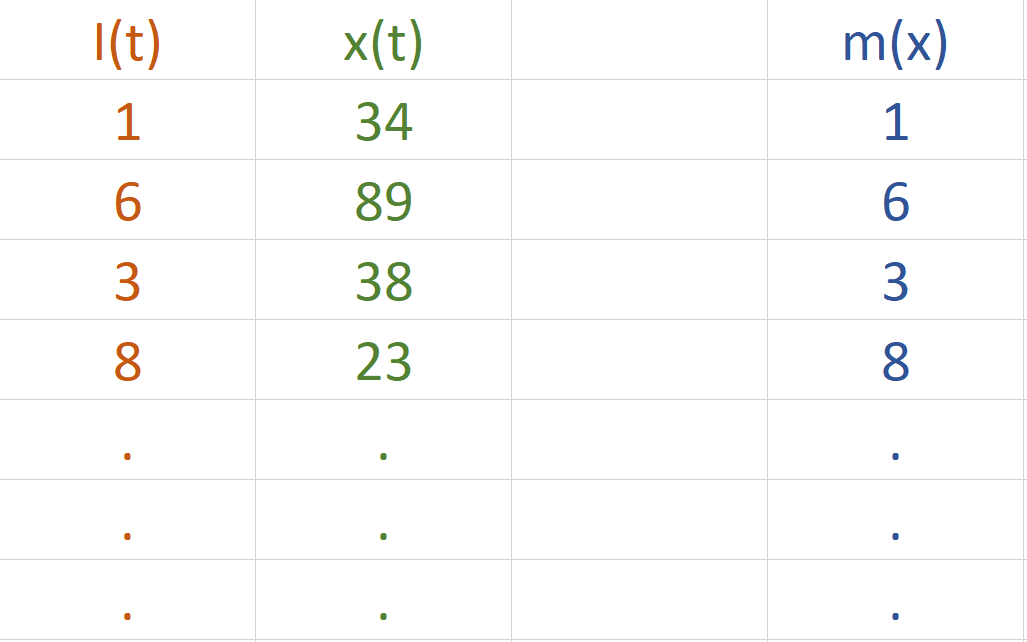 l(t) x(t) m(x)
1 34 1
6 89 6
3 38 3
8 23 8
. . .
. . .
. . .